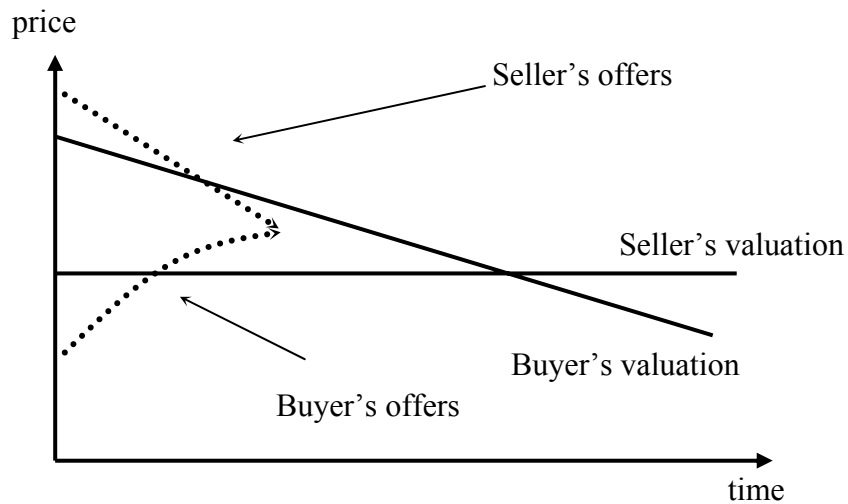 price
Seller’s offers
Seller’s valuation
Buyer’s valuation
Buyer’s offers
time